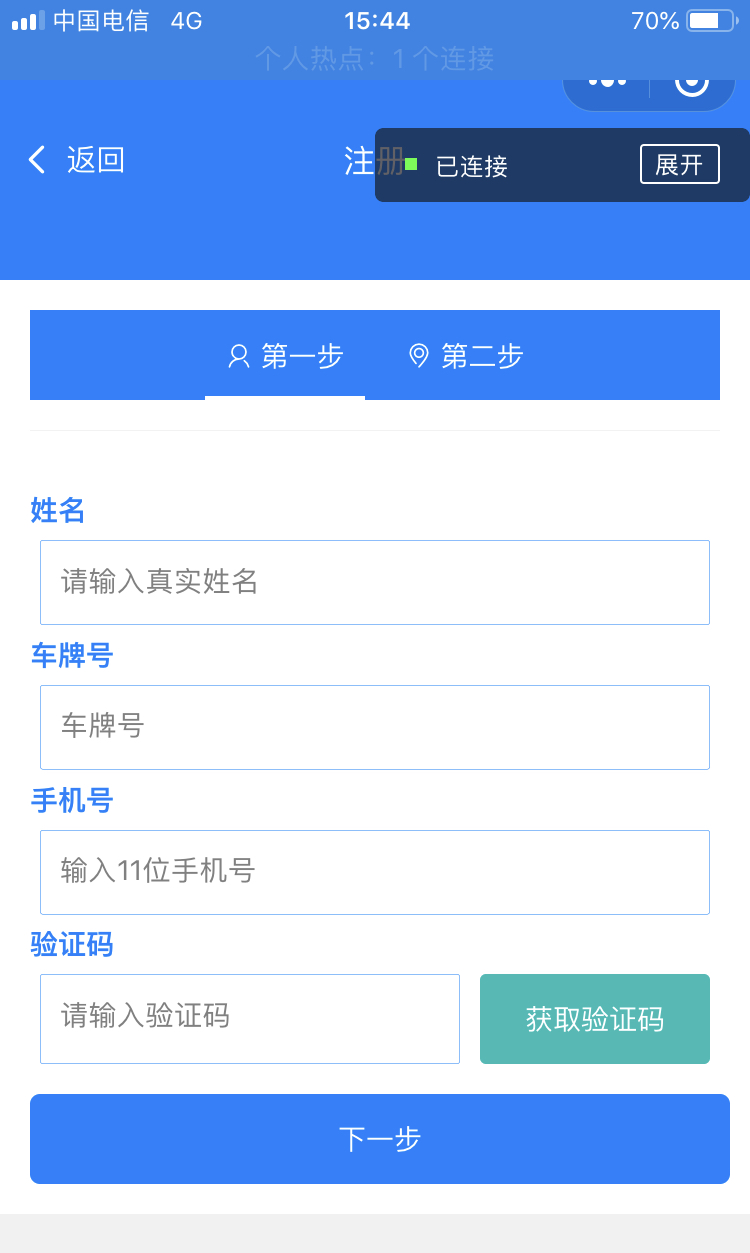 中国电信 4G 15:44 70%
个人热点：1 个连接
返回 注册 已连接 展开
第一步 第二步
姓名
请输入真实姓名
车牌号
车牌号
手机号
输入11位手机号
验证码
请输入验证码 获取验证码
下一步